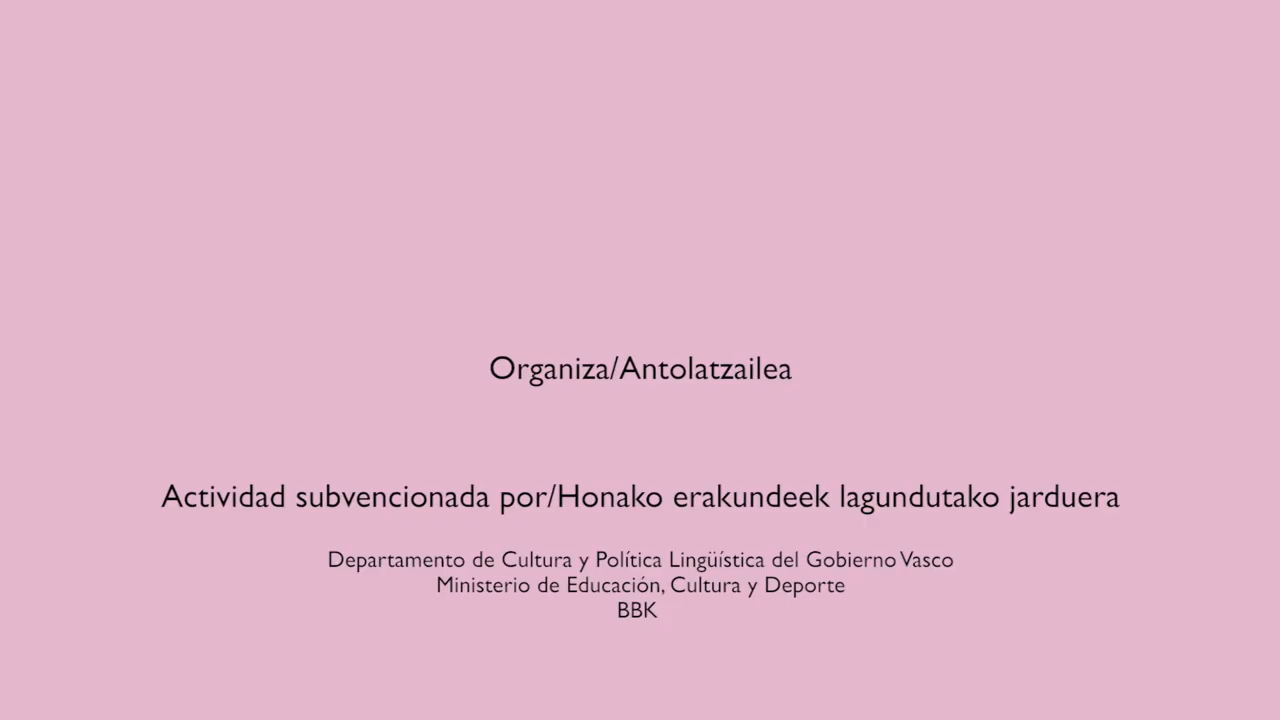 Organiza/Antolatzailea
Actividad subvencionada por/Honako erakundeek lagundutako jarduera
Departamento de Cultura y Política Lingüística del Gobierno Vasco
Ministerio de Educación, Cultura y Deporte
BBK